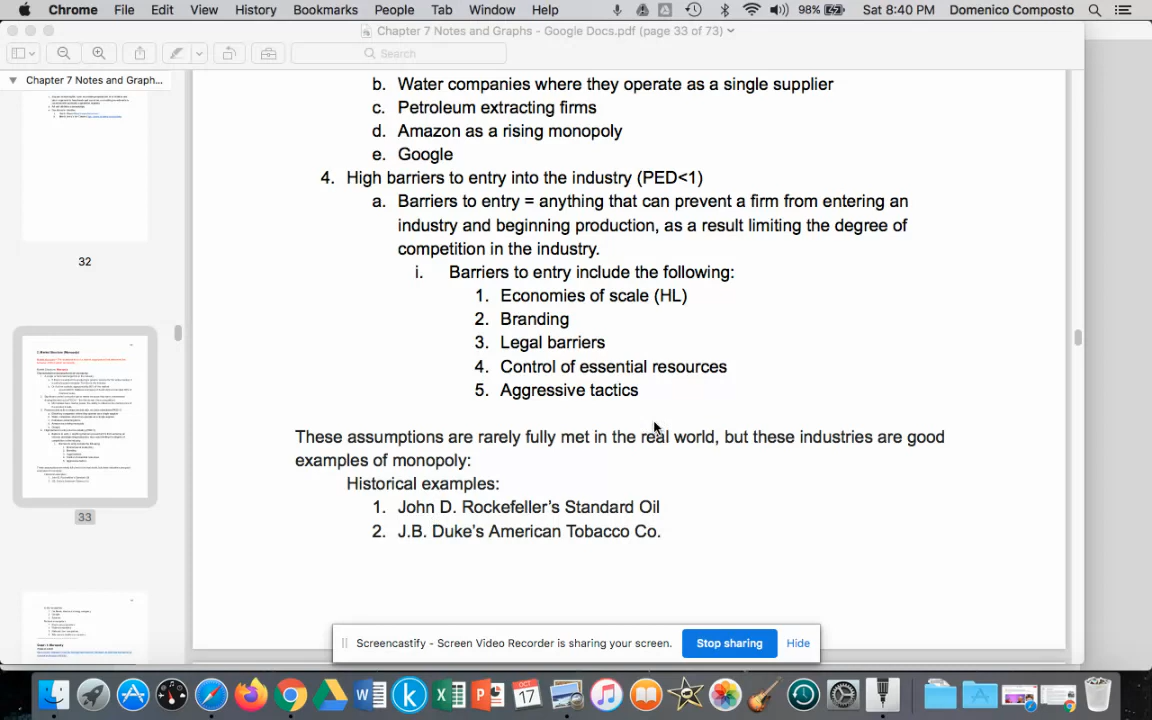 Chrome File Edit View History Bookmarks People Tab Window Help 98% Sat 8:40 PM Domenico Composto
Chapter 7 Notes and Graphs - Google Docs.pdf (page 33 of 73)
Search
Chapter 7 Notes and Graph...
32
33
b. Water companies where they operate as a single supplier
c. Petroleum extracting firms
d. Amazon as a rising monopoly
e. Google
4. High barriers to entry into the industry (PED<1)
a. Barriers to entry = anything that can prevent a firm from entering an
industry and beginning production, as a result limiting the degree of
competition in the industry.
i. Barriers to entry include the following:
1. Economies of scale (HL)
2. Branding
3. Legal barriers
4. Control of essential resources
5. Aggressive tactics
These assumptions are rarely fully met in the real world, but these industries are good
examples of monopoly:
Historical examples:
1. John D. Rockefeller's Standard Oil
2. J.B. Duke's American Tobacco Co.
Screencastify - Screen Video Recorder is sharing your screen. Stop sharing Hide
OCT
17